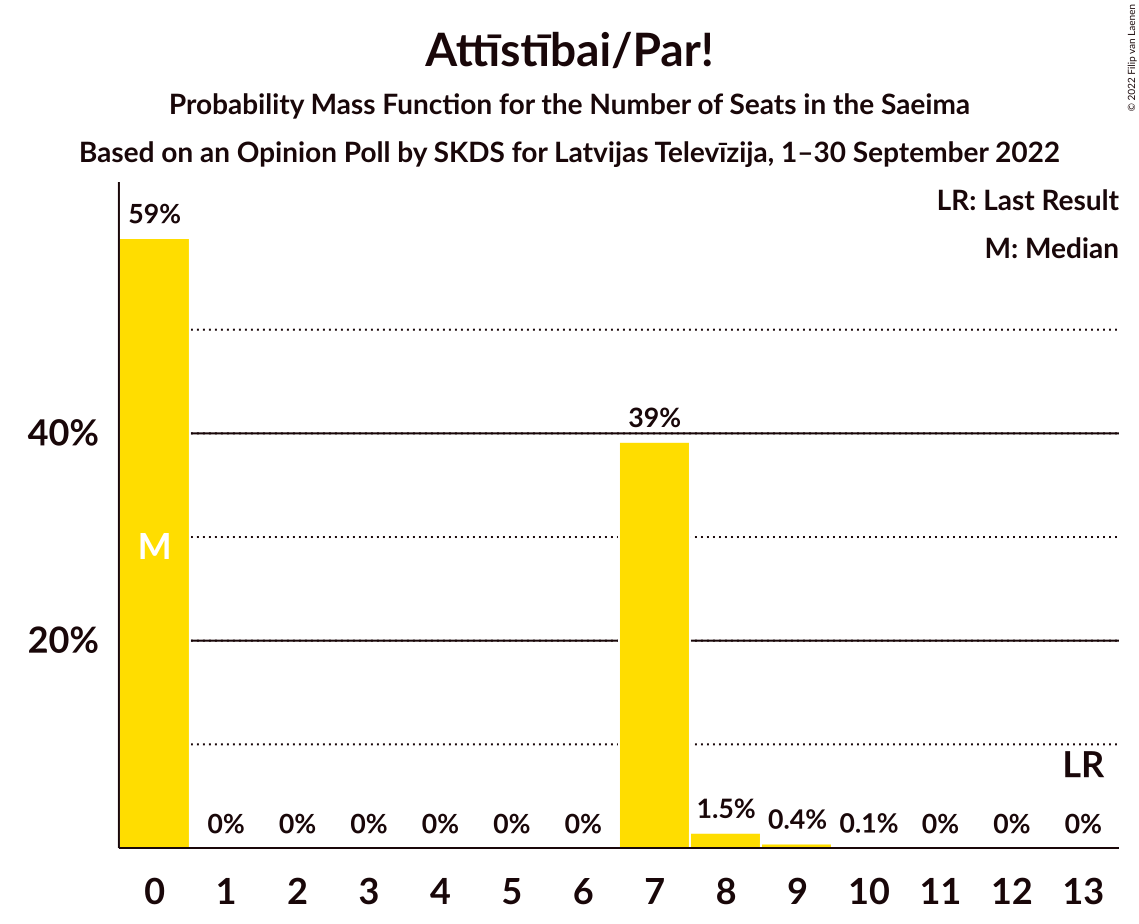 Attīstībai/Par!
Probability Mass Function for the Number of Seats in the Saeima
Based on an Opinion Poll by SKDS for Latvijas Televīzija, 1–30 September 2022
© 2022 Filip van Laenen
LR: Last Result
M: Median
59%
39%
40%
M
20%
LR
0% 0% 0% 0% 0% 0% 1.5% 0.4% 0.1% 0% 0% 0%
0 1 2 3 4 5 6 7 8 9 10 11 12 13